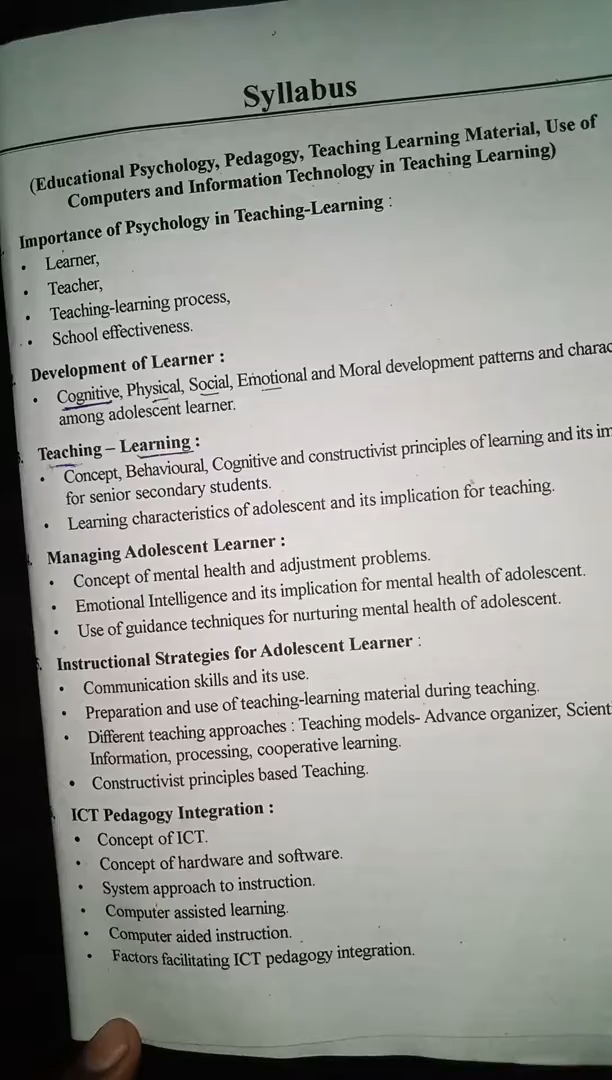 Syllabus
(Educational Psychology, Pedagogy, Teaching Learning Material, Use of
Computers and Information Technology in Teaching Learning)
Importance of Psychology in Teaching-Learning :
• Learner,
• Teacher,
• Teaching-learning process,
• School effectiveness.
Development of Learner :
• Cognitive, Physical, Social, Emotional and Moral development patterns and
among adolescent learner.
Teaching – Learning :
• Concept, Behavioural, Cognitive and constructivist principles of learning and its
for senior secondary students.
• Learning characteristics of adolescent and its implication for teaching.
Managing Adolescent Learner :
• Concept of mental health and adjustment problems.
• Emotional Intelligence and its implication for mental health of adolescent.
• Use of guidance techniques for nurturing mental health of adolescent.
Instructional Strategies for Adolescent Learner :
• Communication skills and its use.
• Preparation and use of teaching-learning material during teaching.
• Different teaching approaches : Teaching models- Advance organizer,
Information, processing, cooperative learning.
• Constructivist principles based Teaching.
ICT Pedagogy Integration :
• Concept of ICT.
• Concept of hardware and software.
• System approach to instruction.
• Computer assisted learning.
• Computer aided instruction.
• Factors facilitating ICT pedagogy integration.